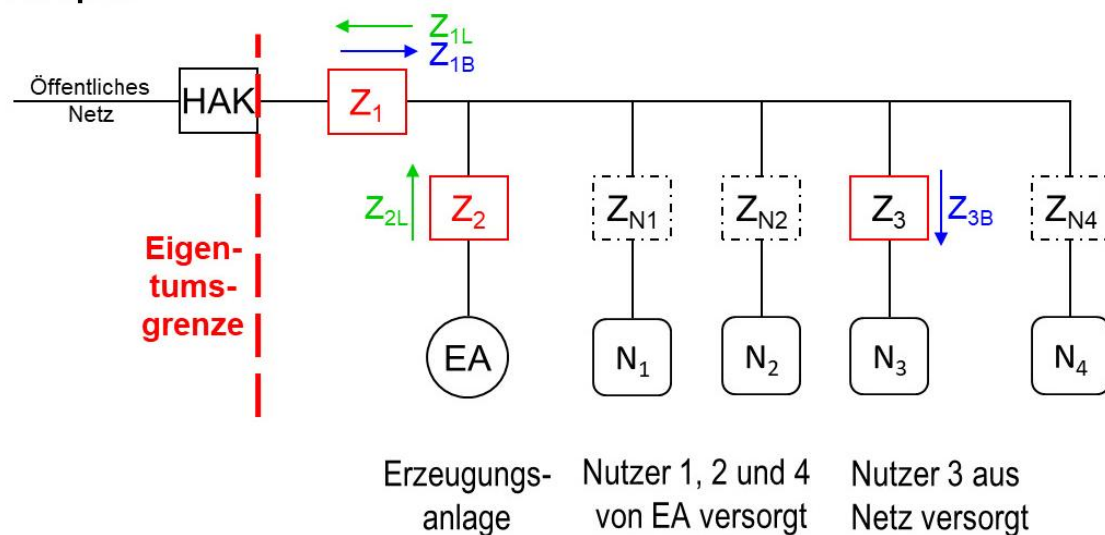 Z1L
Z1B
Öffentliches
Netz
HAK
Z1
Z2L
Z2
ZN1
ZN2
Z3
Z3B
ZN4
Eigen-
tums-
grenze
EA
N1
N2
N3
N4
Erzeugungs-
anlage
Nutzer 1, 2 und 4
von EA versorgt
Nutzer 3 aus
Netz versorgt